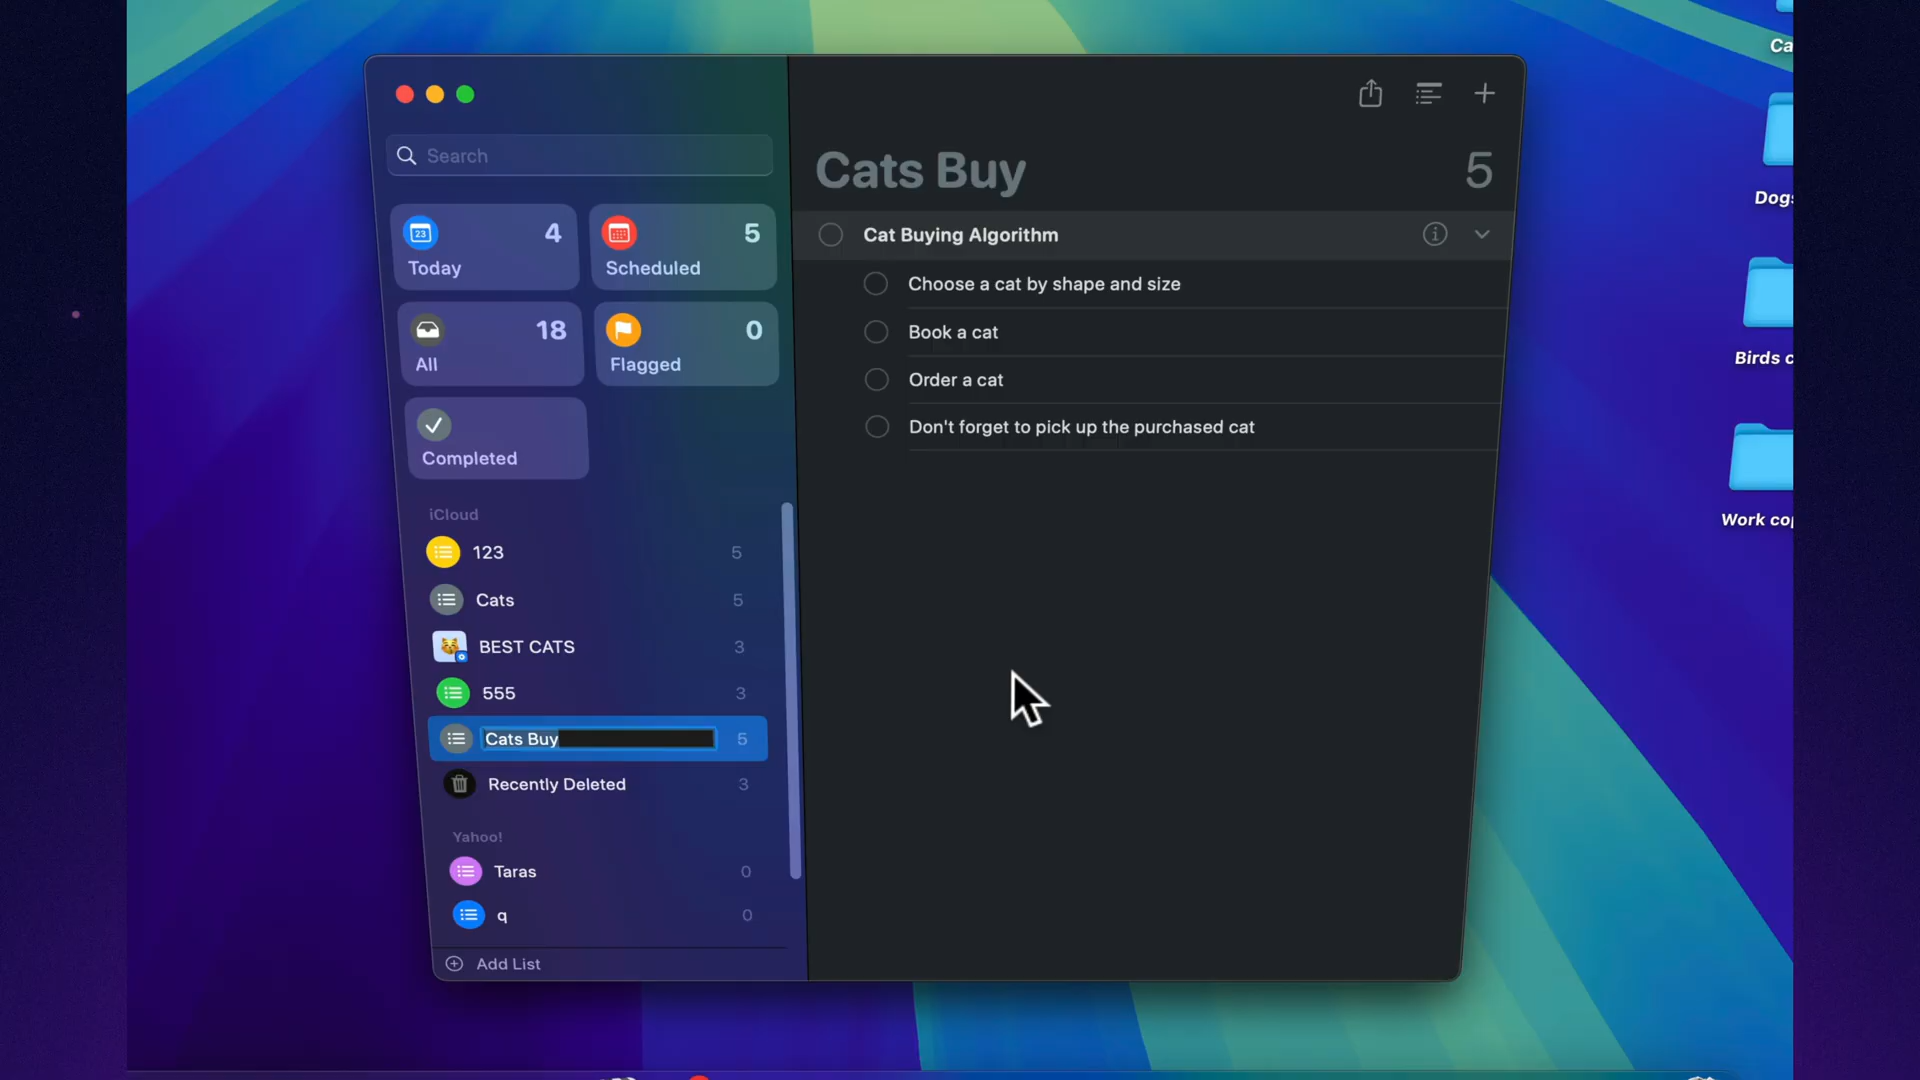 Search
23
4
Today
5
Scheduled
18
All
0
Flagged
Completed
iCloud
123 5
Cats 5
BEST CATS 3
555 3
Cats Buy 5
Recently Deleted 3
Yahoo!
Taras 0
q 0
Add List
Cats Buy 5
Cat Buying Algorithm
Choose a cat by shape and size
Book a cat
Order a cat
Don't forget to pick up the purchased cat
Ca
Dogs
Birds c
Work cop